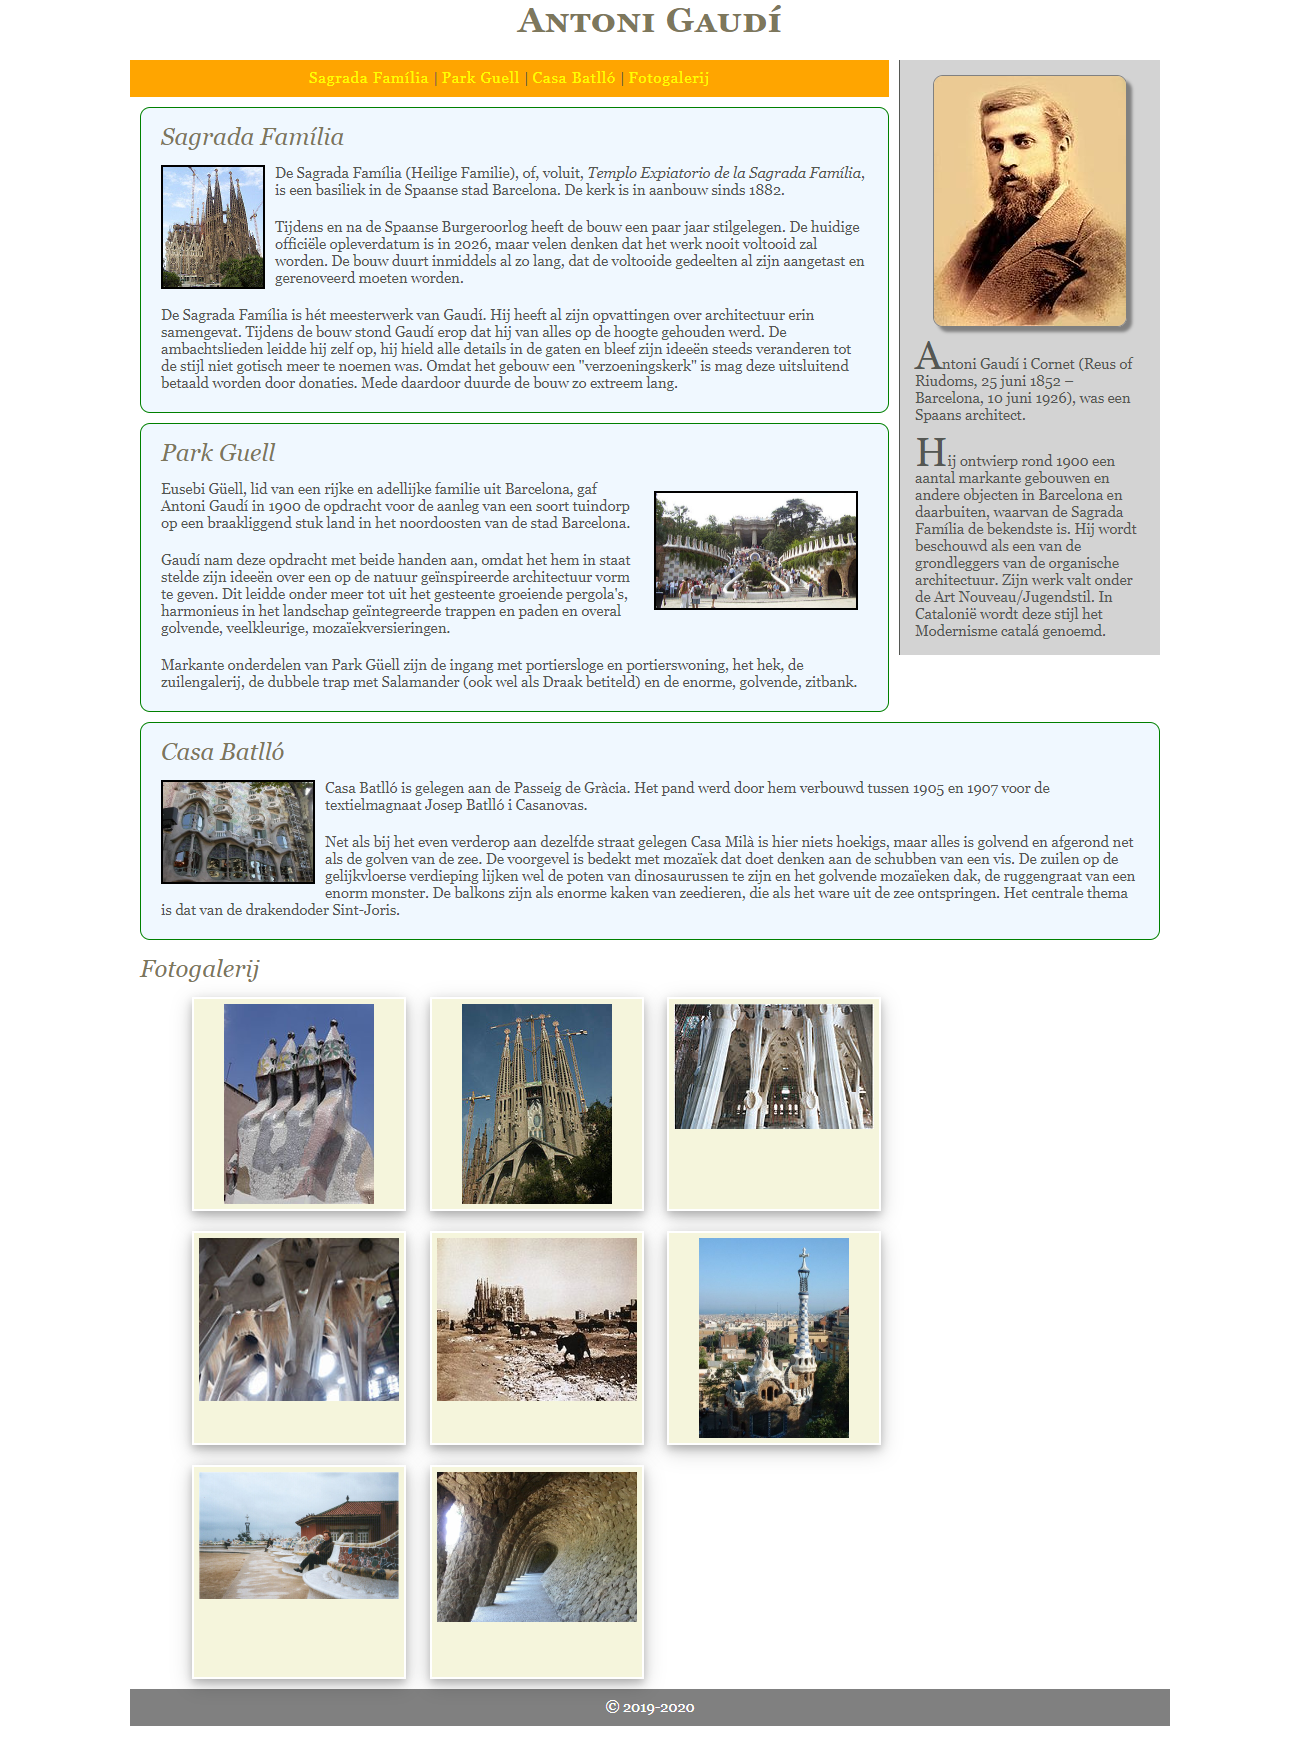 Antoni Gaudí
Sagrada Família | Park Guell | Casa Batlló | Fotogalerij
Sagrada Família
De Sagrada Família (Heilige Familie), of, voluit, Templo Expiatorio de la Sagrada Família,
is een basiliek in de Spaanse stad Barcelona. De kerk is in aanbouw sinds 1882.
Tijdens en na de Spaanse Burgeroorlog heeft de bouw een paar jaar stilgelegen. De huidige
officiële opleverdatum is in 2026, maar velen denken dat het werk nooit voltooid zal
worden. De bouw duurt inmiddels al zo lang, dat de voltooide gedeelten al zijn aangetast en
gerenoveerd moeten worden.
De Sagrada Família is hét meesterwerk van Gaudí. Hij heeft al zijn opvattingen over architectuur erin
samengevat. Tijdens de bouw stond Gaudí erop dat hij van alles op de hoogte gehouden werd. De
ambachtslieden leidde hij zelf op, hij hield alle details in de gaten en bleef zijn ideeën steeds veranderen tot
de stijl niet gotisch meer te noemen was. Omdat het gebouw een "verzoeningskerk" is mag deze uitsluitend
betaald worden door donaties. Mede daardoor duurde de bouw zo extreem lang.
Park Guell
Eusebi Güell, lid van een rijke en adellijke familie uit Barcelona, gaf
Antoni Gaudí in 1900 de opdracht voor de aanleg van een soort tuindorp
op een braakliggend stuk land in het noordoosten van de stad Barcelona.
Gaudí nam deze opdracht met beide handen aan, omdat het hem in staat
stelde zijn ideeën over een op de natuur geïnspireerde architectuur vorm
te geven. Dit leidde onder meer tot uit het gesteente groeiende pergola's,
harmonieus in het landschap geïntegreerde trappen en paden en overal
golvende, veelkleurige, mozaïekversieringen.
Markante onderdelen van Park Güell zijn de ingang met portiersloge en portierswoning, het hek, de
zuilengalerij, de dubbele trap met Salamander (ook wel als Draak betiteld) en de enorme, golvende, zitbank.
Antoni Gaudí i Cornet (Reus of
Riudoms, 25 juni 1852 –
Barcelona, 10 juni 1926), was een
Spaans architect.
Hij ontwierp rond 1900 een
aantal markante gebouwen en
andere objecten in Barcelona en
daarbuiten, waarvan de Sagrada
Família de bekendste is. Hij wordt
beschouwd als een van de
grondleggers van de organische
architectuur. Zijn werk valt onder
de Art Nouveau/Jugendstil. In
Catalonië wordt deze stijl het
Modernisme catalá genoemd.
Casa Batlló
Casa Batlló is gelegen aan de Passeig de Gràcia. Het pand werd door hem verbouwd tussen 1905 en 1907 voor de
textielmagnaat Josep Batlló i Casanovas.
Net als bij het even verderop aan dezelfde straat gelegen Casa Milà is hier niets hoekigs, maar alles is golvend en afgerond net
als de golven van de zee. De voorgevel is bedekt met mozaïek dat doet denken aan de schubben van een vis. De zuilen op de
gelijkvloerse verdieping lijken wel de poten van dinosaurussen te zijn en het golvende mozaïeken dak, de ruggengraat van een
enorm monster. De balkons zijn als enorme kaken van zeedieren, die als het ware uit de zee ontspringen. Het centrale thema
is dat van de drakendoder Sint-Joris.
Fotogalerij
© 2019-2020